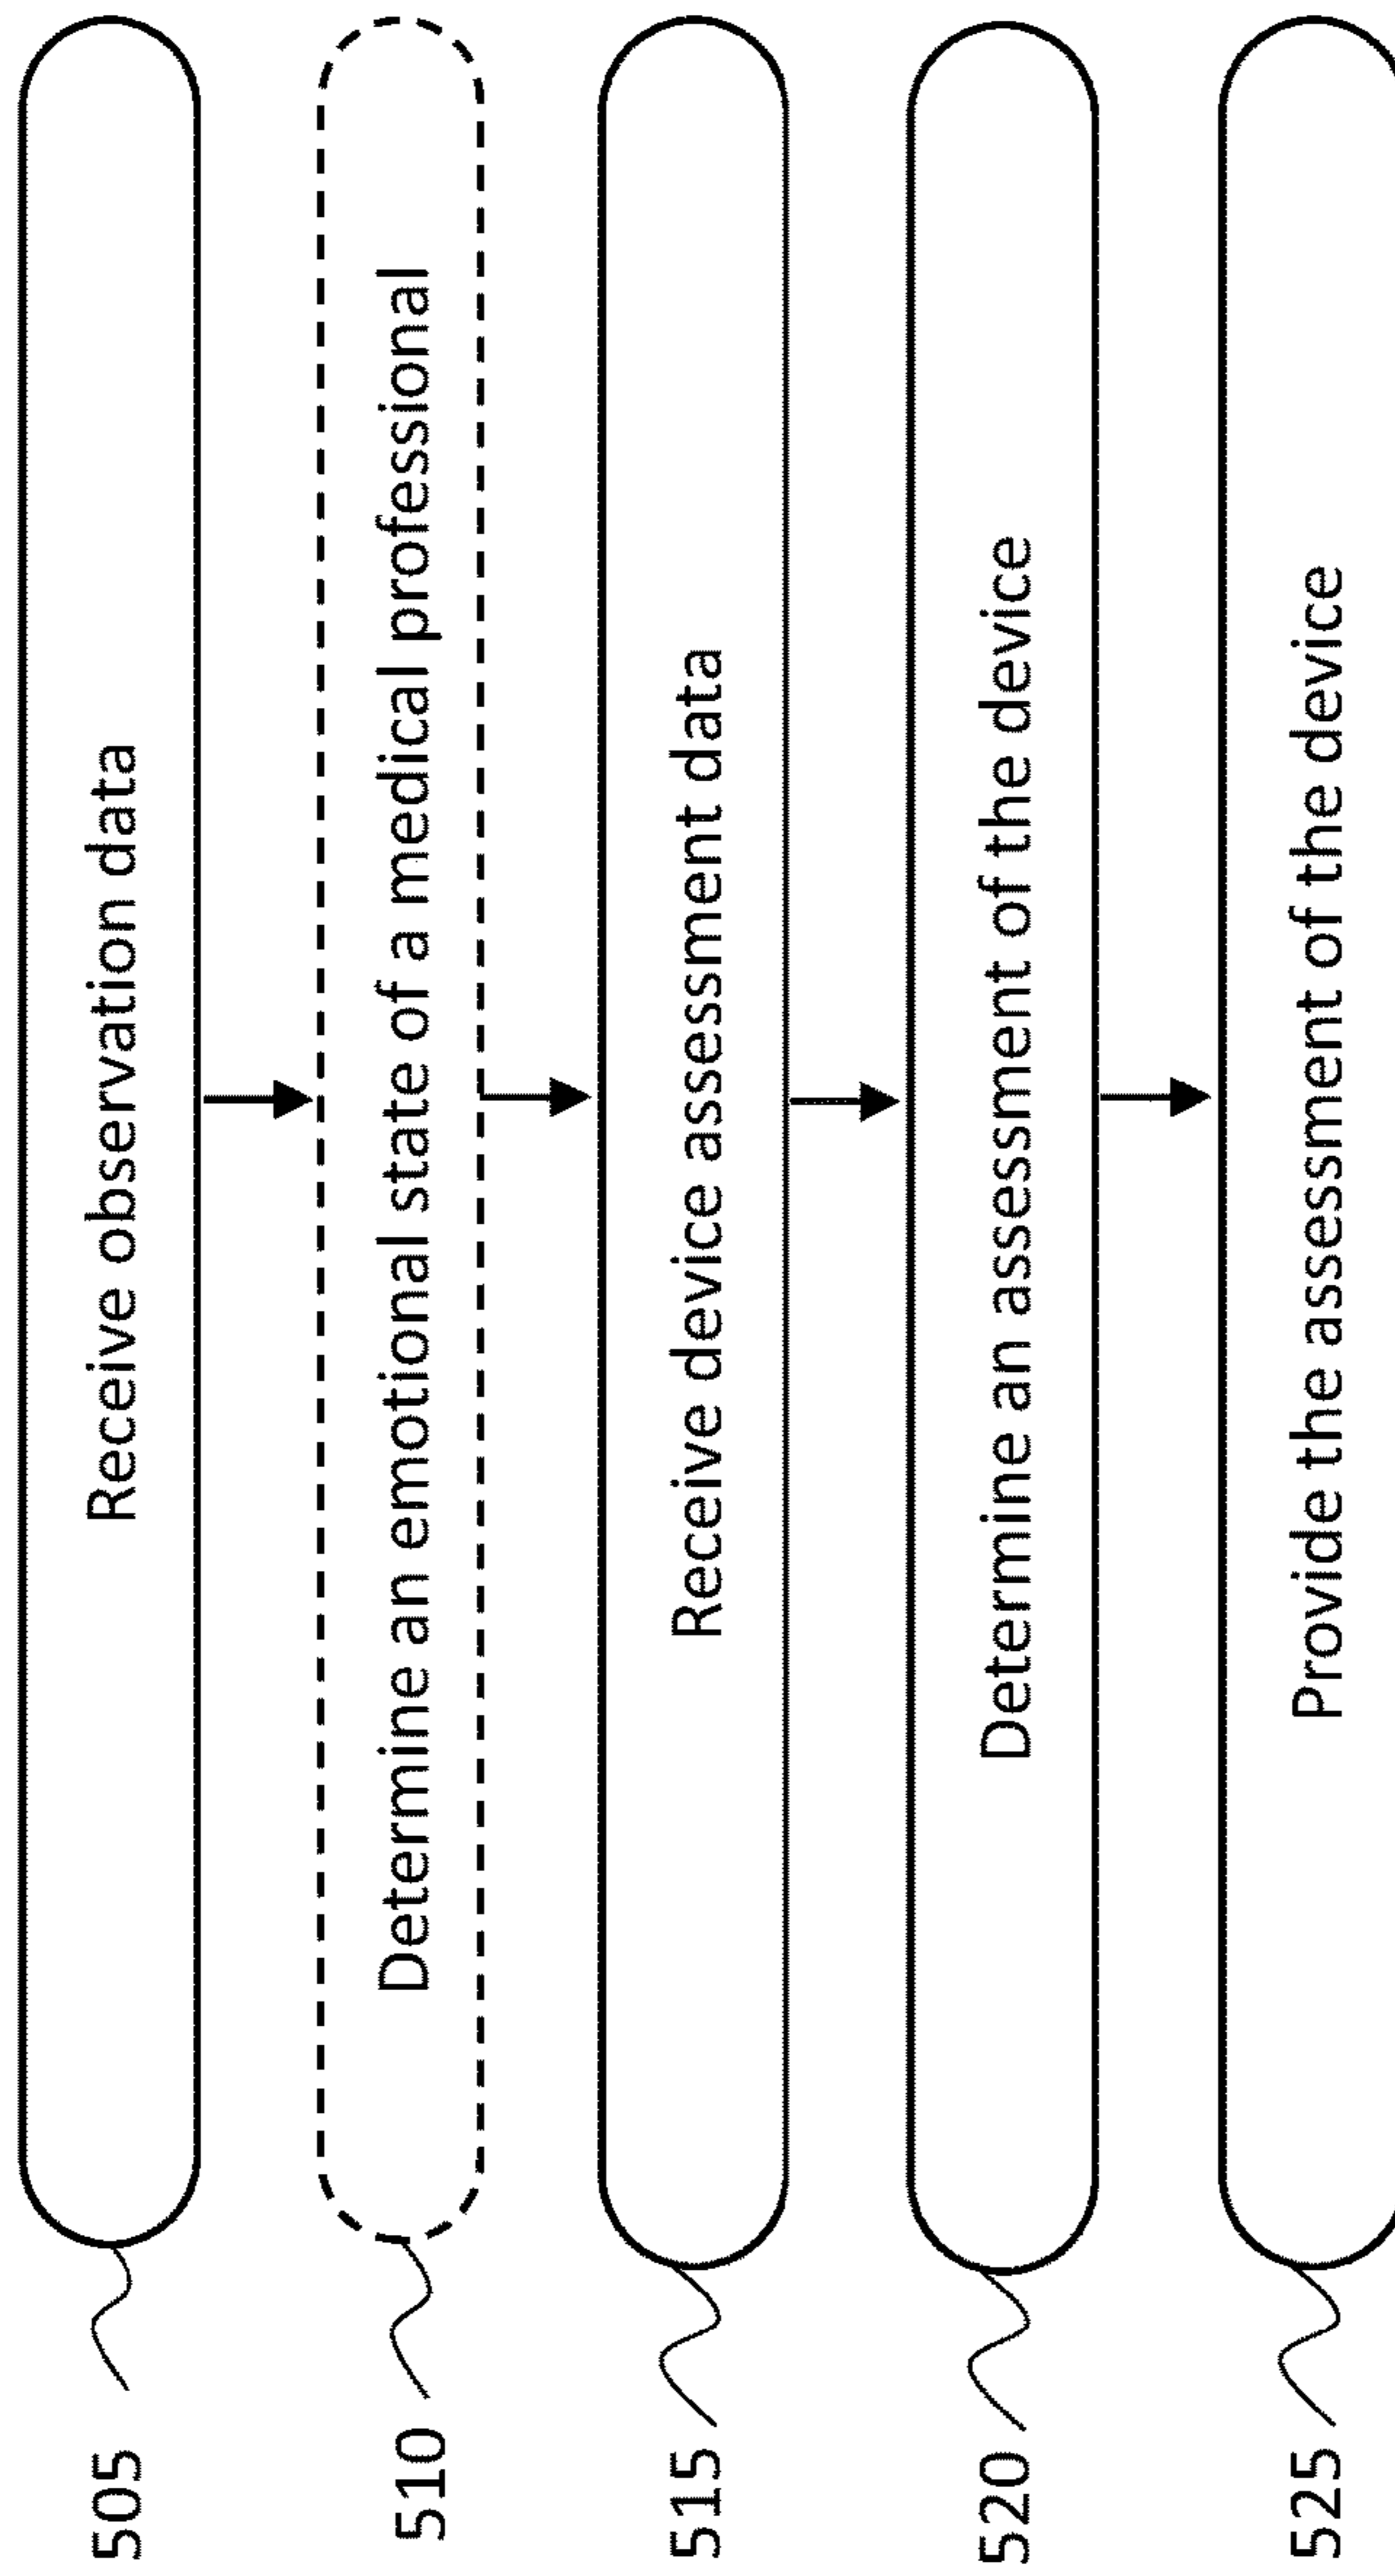 505 Receive observation data
510 Determine an emotional state of a medical professional
515 Receive device assessment data
520 Determine an assessment of the device
525 Provide the assessment of the device